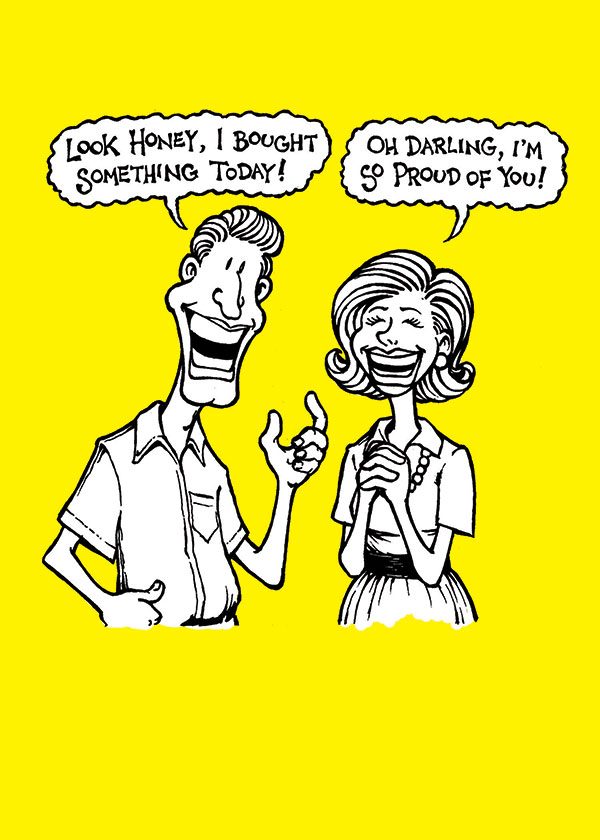 LOOK HONEY, I BOUGHT
SOMETHING TODAY!
OH DARLING, I'M
SO PROUD OF YOU!